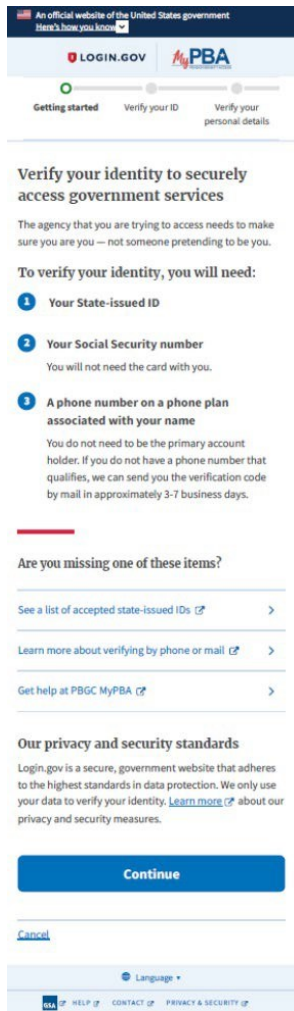 An official website of the United States government
Here's how you know
LOGIN.GOV MyPBA
Getting started Verify your ID Verify your
personal details
Verify your identity to securely
access government services
The agency that you are trying to access needs to make
sure you are you — not someone pretending to be you.
To verify your identity, you will need:
1 Your State-issued ID
2 Your Social Security number
You will not need the card with you.
3 A phone number on a phone plan
associated with your name
You do not need to be the primary account
holder. If you do not have a phone number that
qualifies, we can send you the verification code
by mail in approximately 3-7 business days.
Are you missing one of these items?
See a list of accepted state-issued IDs
Learn more about verifying by phone or mail
Get help at PBGC MyPBA
Our privacy and security standards
Login.gov is a secure, government website that adheres
to the highest standards in data protection. We only use
your data to verify your identity. Learn more about our
privacy and security measures.
Continue
Cancel
Language
GSA HELP CONTACT PRIVACY & SECURITY